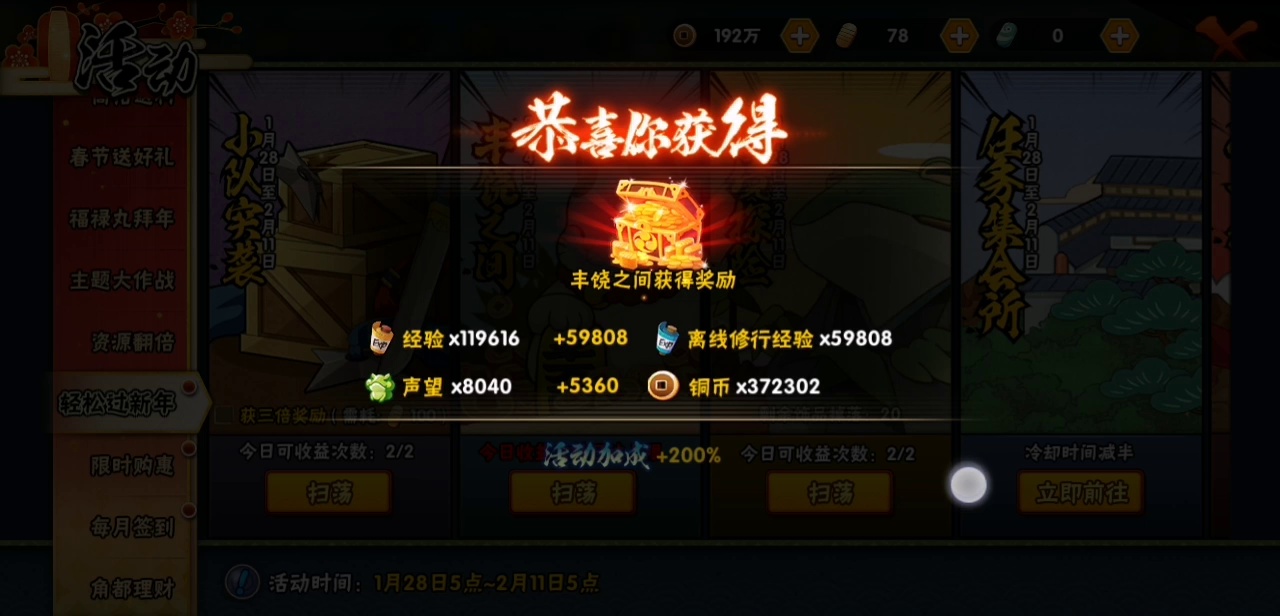 活动
192万
78
0
春节送好礼
福禄丸拜年
主题大作战
资源翻倍
轻松过新年
限时购惠
每月签到
角都理财
小队突袭
1月28日至2月11日
获三倍奖励(需耗: 100
今日可收益次数: 2/2
扫荡
丰饶之间
恭喜你获得
丰饶之间获得奖励
经验 x119616 +59808 离线修行经验 x59808
声望 x8040 +5360 铜币 x372302
活动加成 +200%
扫荡
今日可收益次数: 2/2
扫荡
任务集会所
1月28日至2月11日
冷却时间减半
立即前往
活动时间: 1月28日5点~2月11日5点